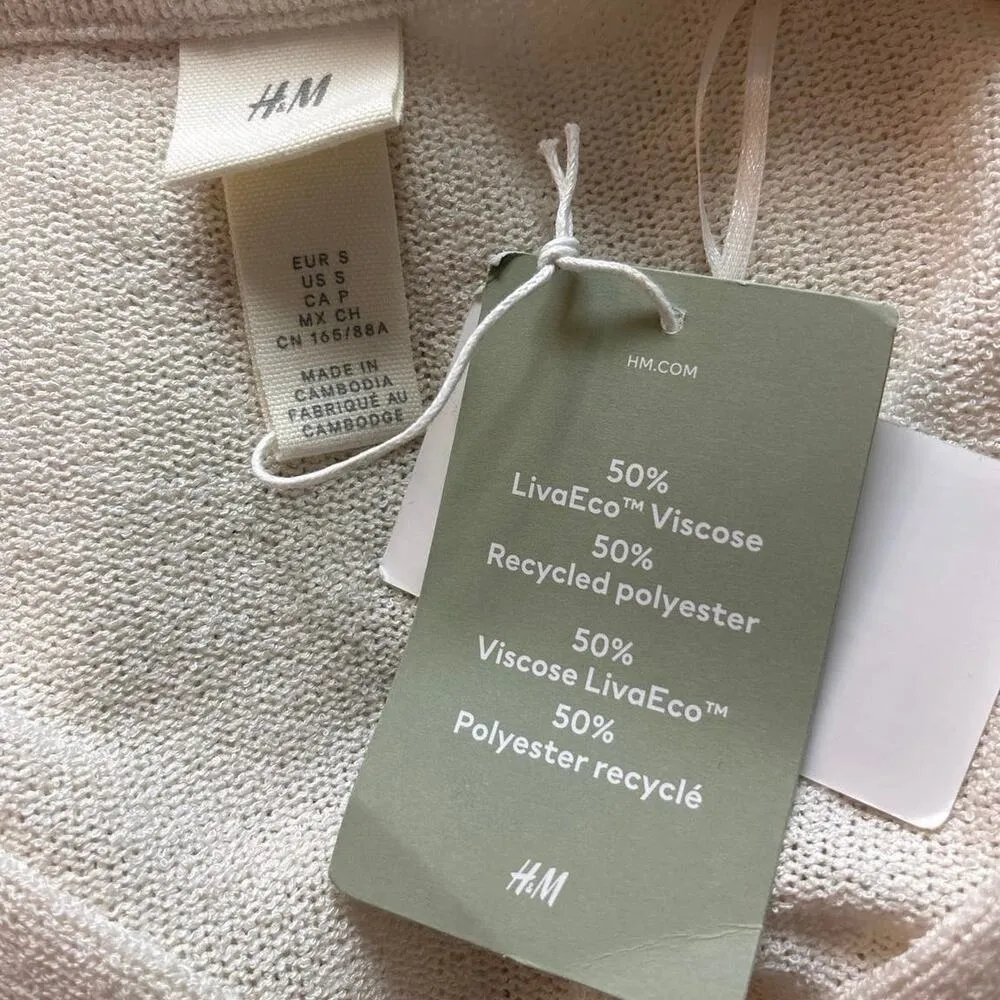 H&M
EUR S
US S
CA P
MX CH
CN 165/88A
MADE IN
CAMBODIA
FABRIQUÉ AU
CAMBODGE
HM.COM
50%
LivaEco™ Viscose
50%
Recycled polyester
50%
Viscose LivaEco™
50%
Polyester recyclé
H&M